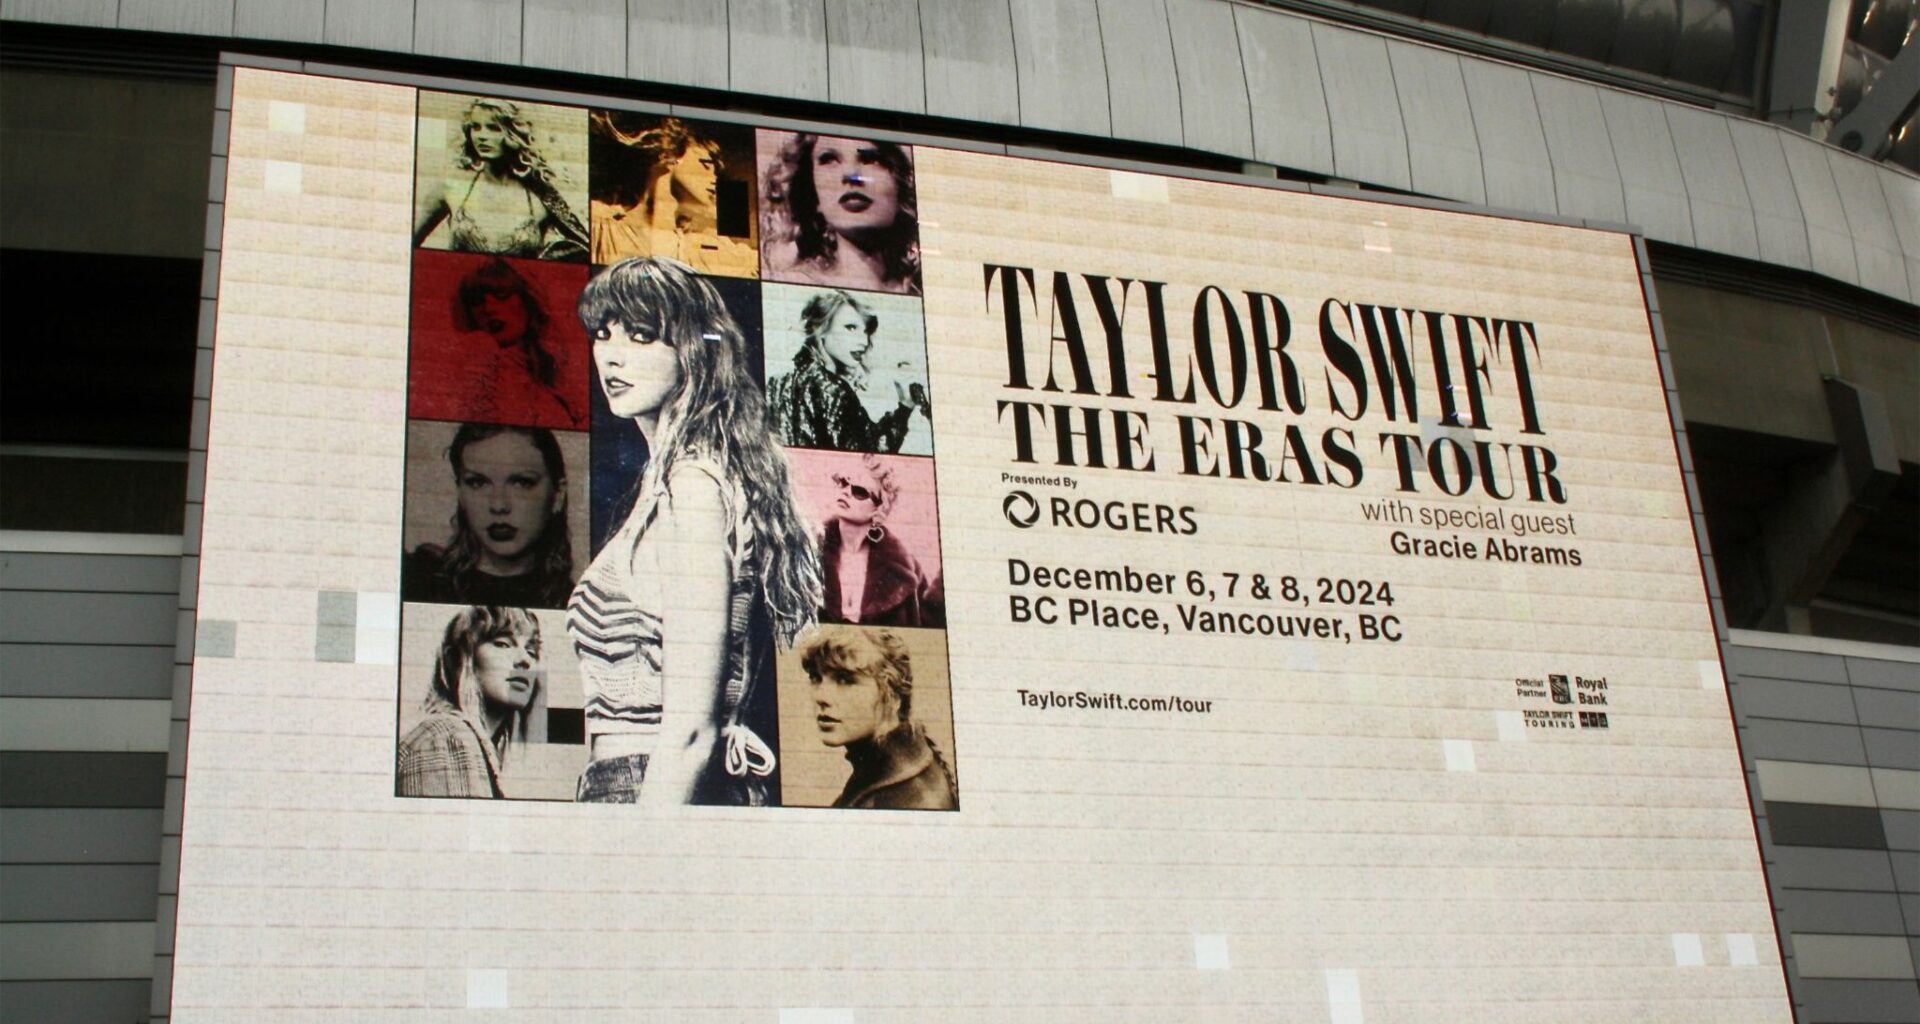 TAYLOR SWIFT
THE ERAS TOUR
Presented By
ROGERS
with special guest
Gracie Abrams
December 6, 7 & 8, 2024
BC Place, Vancouver, BC
TaylorSwift.com/tour
Official
Partner
Royal
Bank
TAYLOR SWIFT
TOURING